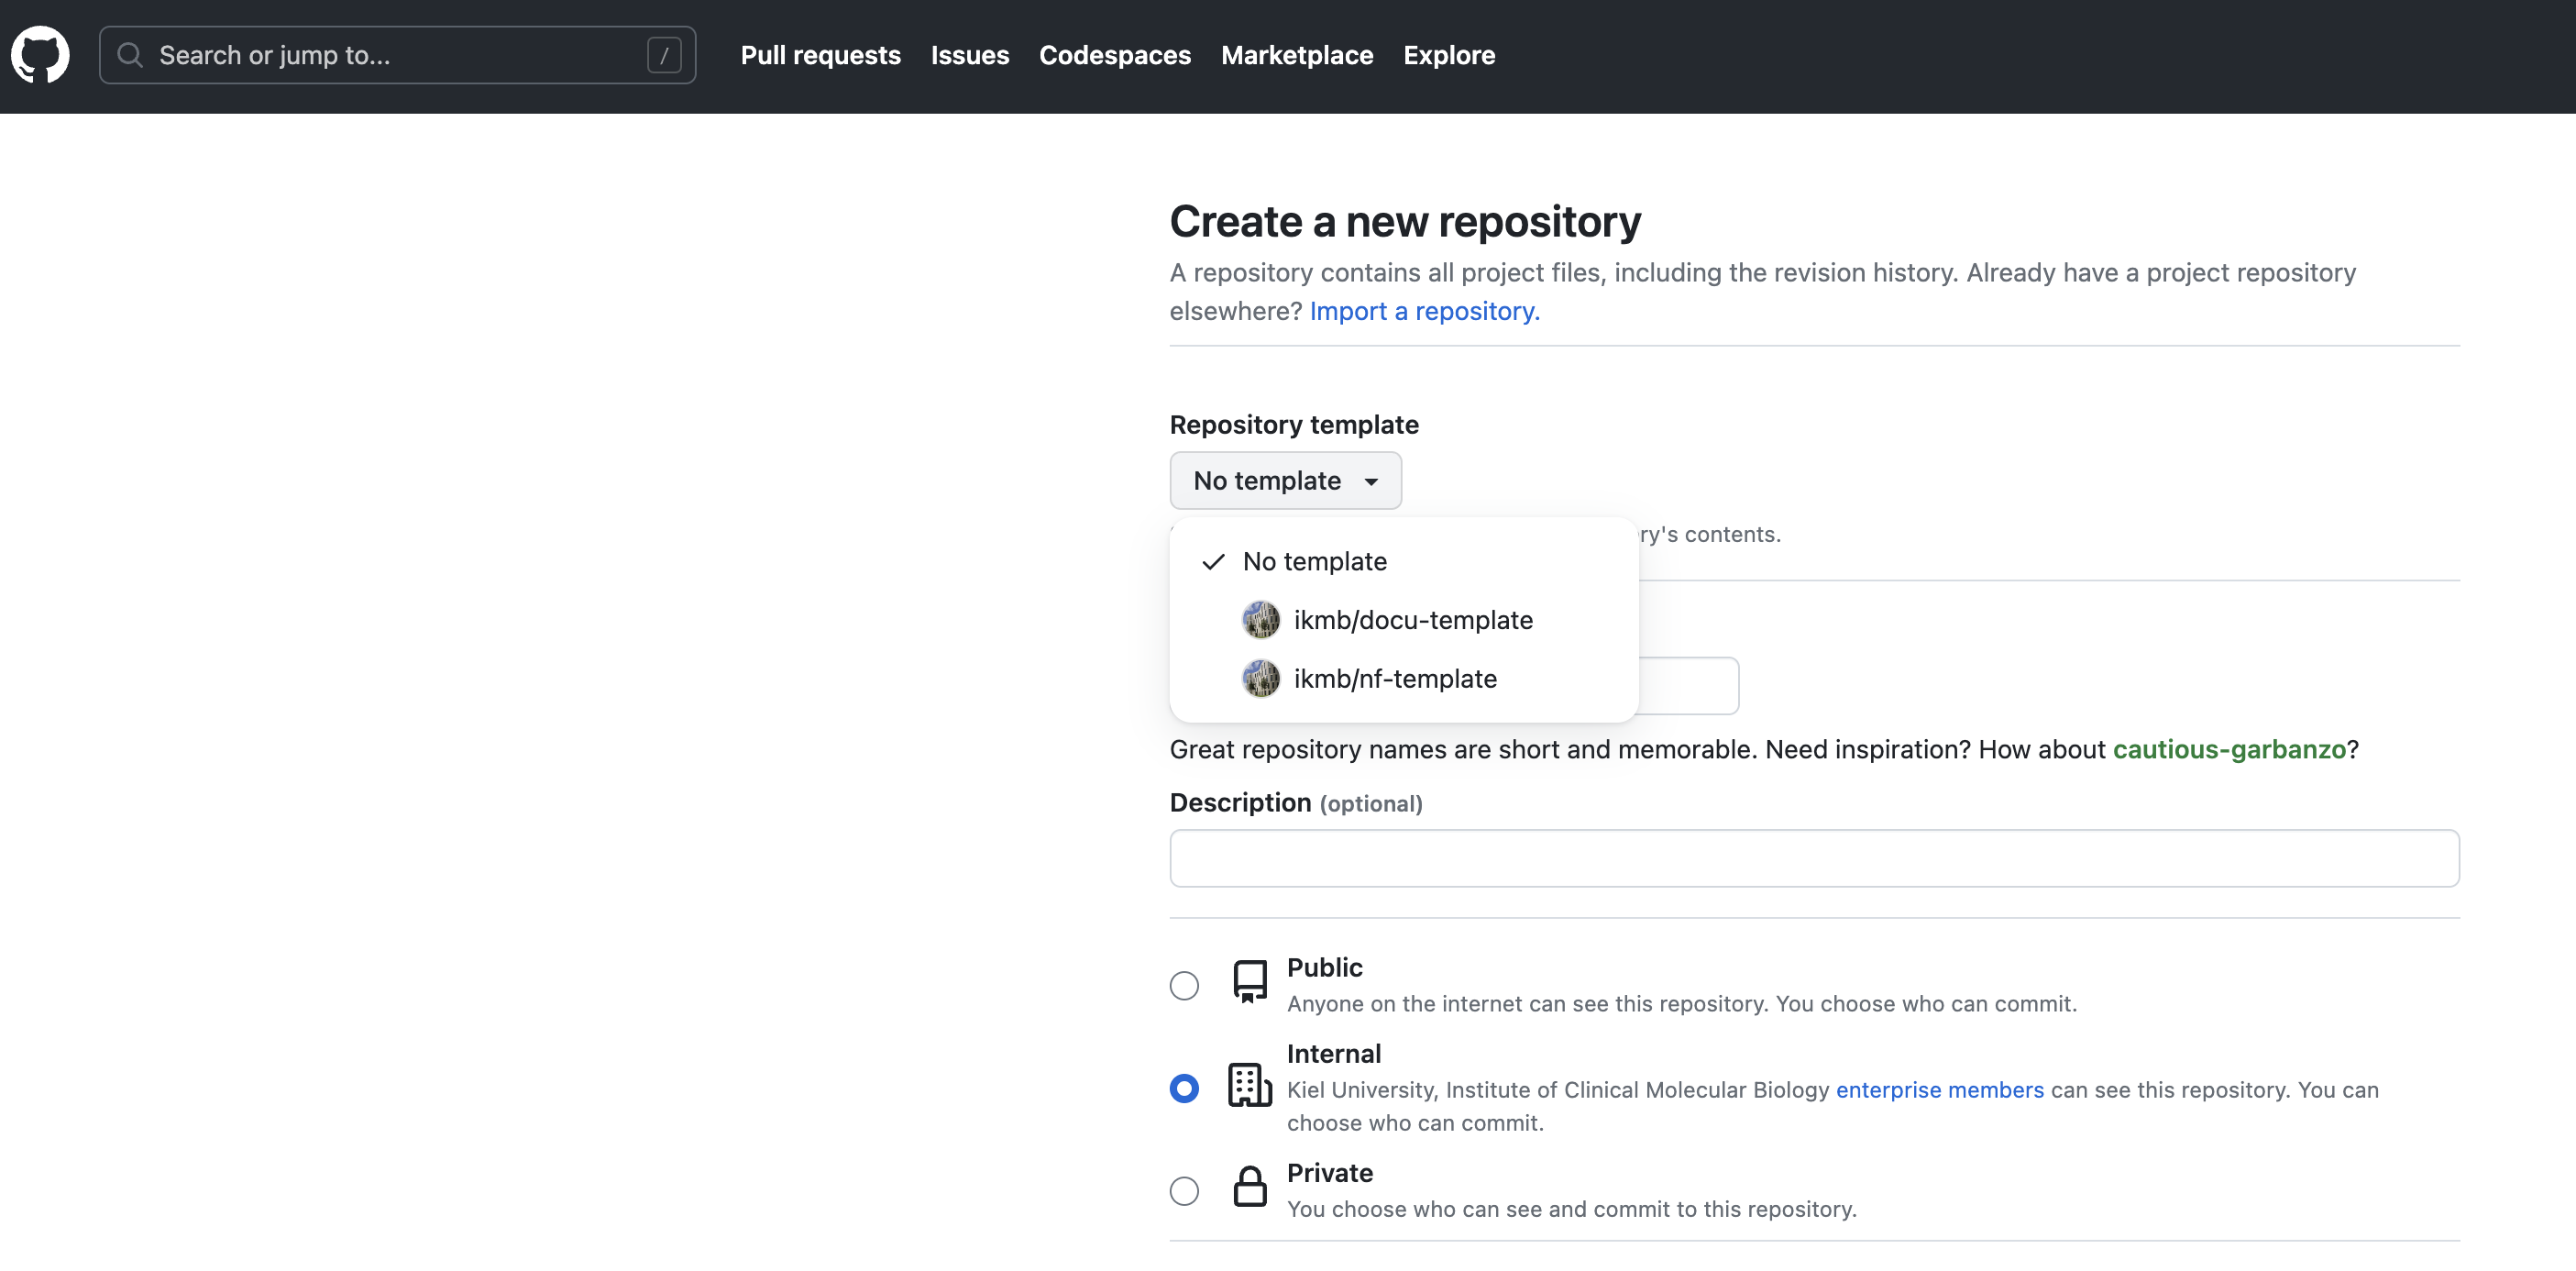 Search or jump to...
/
Pull requests
Issues
Codespaces
Marketplace
Explore
Create a new repository
A repository contains all project files, including the revision history. Already have a project repository
elsewhere? Import a repository.
Repository template
No template
ry's contents.
No template
ikmb/docu-template
ikmb/nf-template
Great repository names are short and memorable. Need inspiration? How about cautious-garbanzo?
Description (optional)
Public
Anyone on the internet can see this repository. You choose who can commit.
Internal
Kiel University, Institute of Clinical Molecular Biology enterprise members can see this repository. You can
choose who can commit.
Private
You choose who can see and commit to this repository.